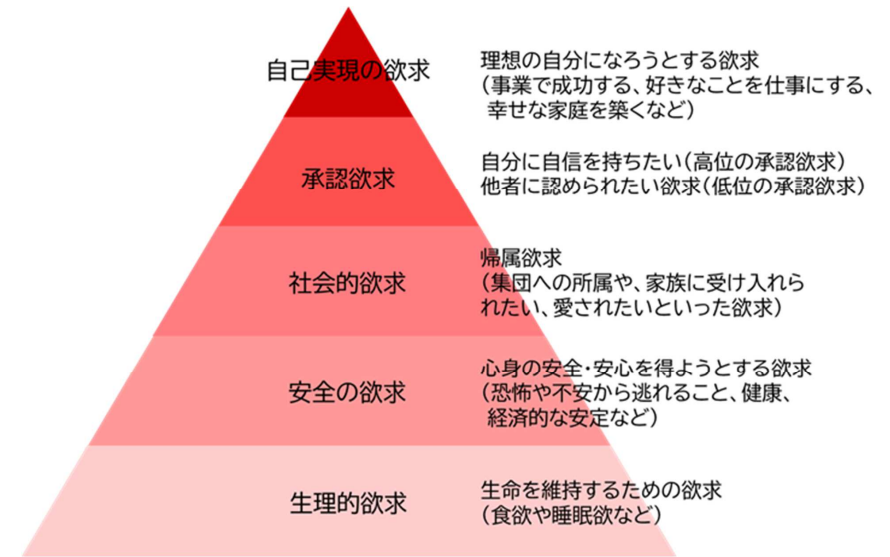 自己実現の欲求
理想の自分になろうとする欲求
（事業で成功する、好きなことを仕事にする、
幸せな家庭を築くなど）
承認欲求
自分に自信を持ちたい（高位の承認欲求）
他者に認められたい欲求（低位の承認欲求）
社会的欲求
帰属欲求
（集団への所属や、家族に受け入れら
れたい、愛されたいといった欲求）
安全の欲求
心身の安全・安心を得ようとする欲求
（恐怖や不安から逃れること、健康、
経済的な安定など）
生理的欲求
生命を維持するための欲求
（食欲や睡眠欲など）